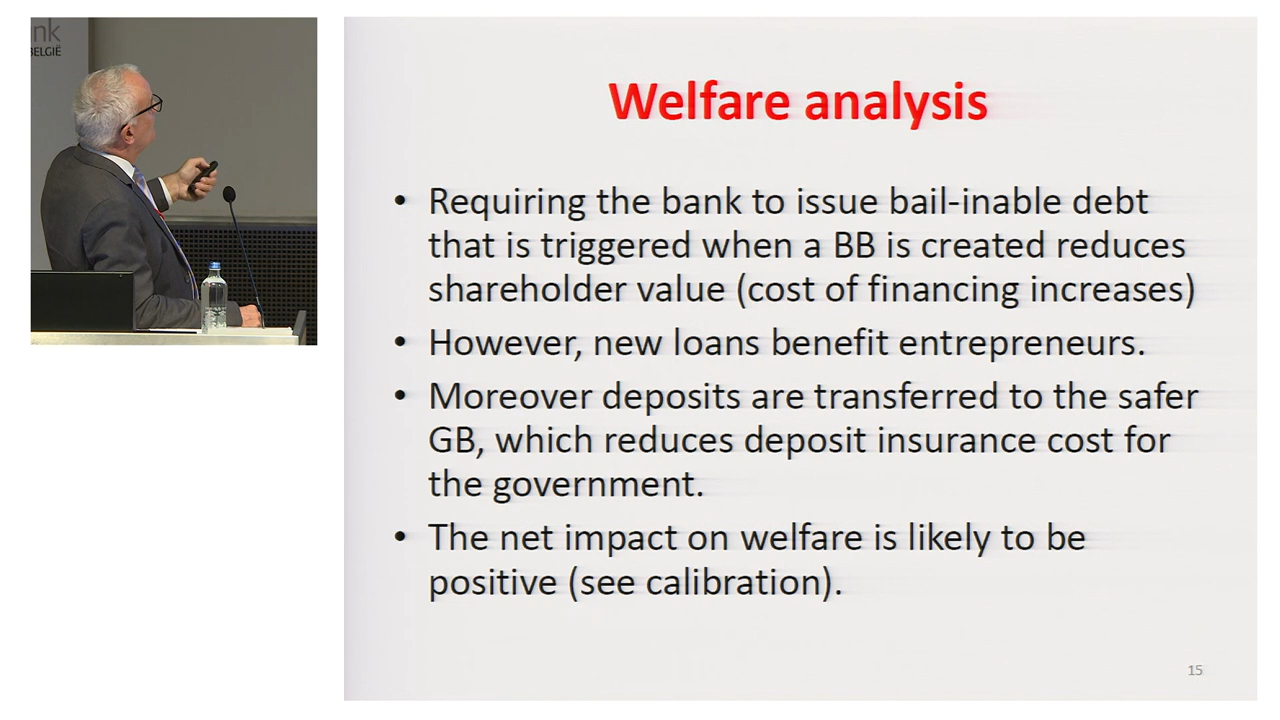 nk
BELGIË
Welfare analysis
• Requiring the bank to issue bail-inable debt
that is triggered when a BB is created reduces
shareholder value (cost of financing increases)
• However, new loans benefit entrepreneurs.
• Moreover deposits are transferred to the safer
GB, which reduces deposit insurance cost for
the government.
• The net impact on welfare is likely to be
positive (see calibration).
15